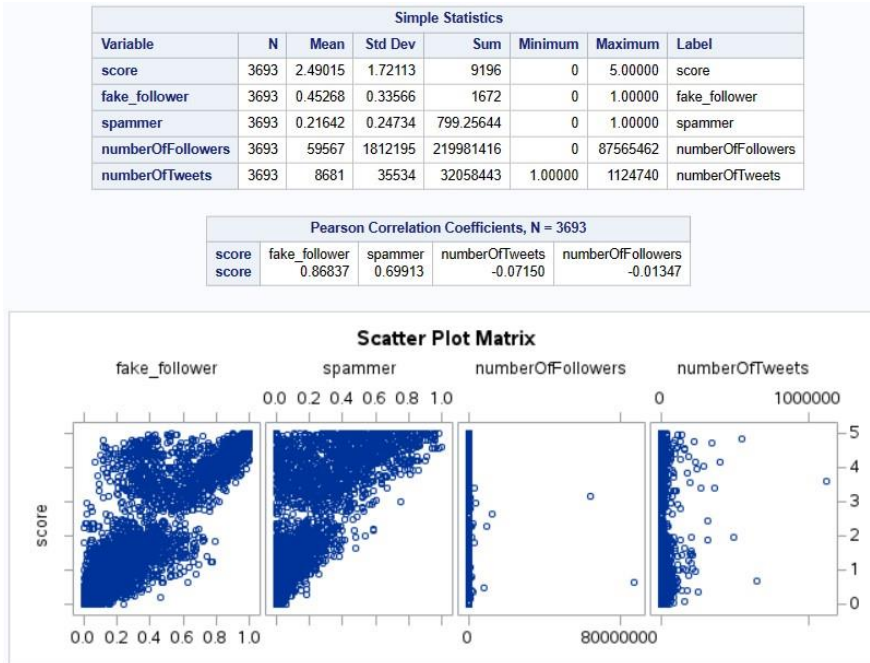 Simple Statistics
Variable N Mean Std Dev Sum Minimum Maximum Label
score 3693 2.49015 1.72113 9196 0 5.00000 score
fake_follower 3693 0.45268 0.33566 1672 0 1.00000 fake_follower
spammer 3693 0.21642 0.24734 799.25644 0 1.00000 spammer
numberOfFollowers 3693 59567 1812195 219981416 0 87565462 numberOfFollowers
numberOfTweets 3693 8681 35534 32058443 1.00000 1124740 numberOfTweets
Pearson Correlation Coefficients, N = 3693
score fake_follower spammer numberOfTweets numberOfFollowers
score 0.86837 0.69913 -0.07150 -0.01347
Scatter Plot Matrix
fake_follower spammer numberOfFollowers numberOfTweets
0.0 0.2 0.4 0.6 0.8 1.0 0 1000000
score
5
4
3
2
1
0
0.0 0.2 0.4 0.6 0.8 1.0 0 80000000